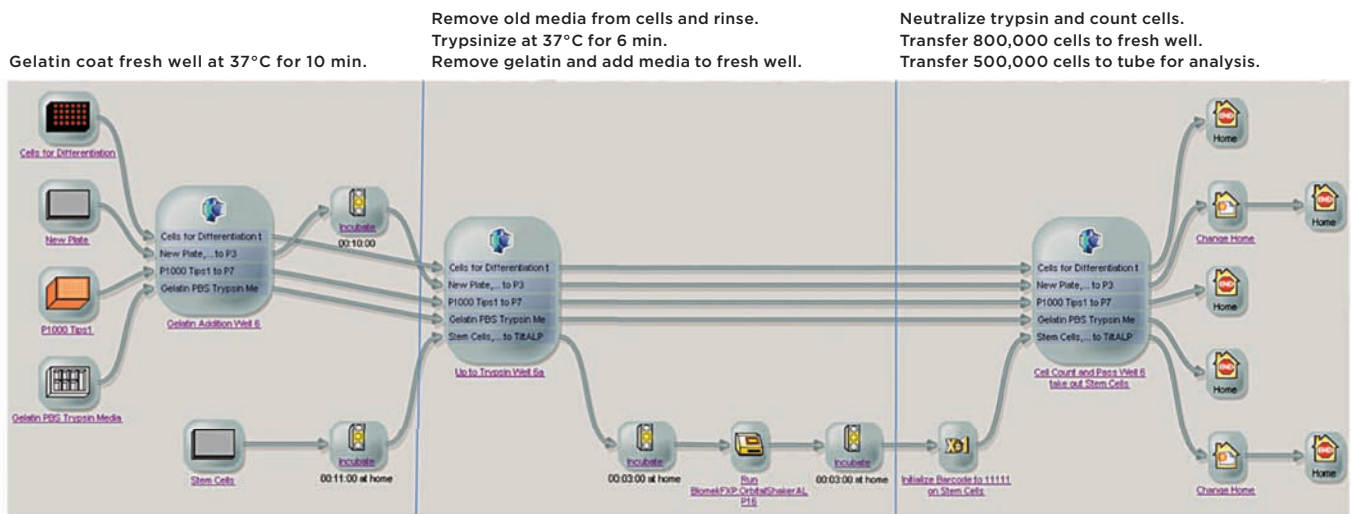 Gelatin coat fresh well at 37°C for 10 min.
Remove old media from cells and rinse.
Trypsinize at 37°C for 6 min.
Remove gelatin and add media to fresh well.
Neutralize trypsin and count cells.
Transfer 800,000 cells to fresh well.
Transfer 500,000 cells to tube for analysis.
Cells for Differentiation
New Plate
P1000 Tips1
Gelatin PBS Trypsin Media
Cells for Differentiation t
New Plate,... to P3
P1000 Tips1 to P7
Gelatin PBS Trypsin Me
Gelatin Addition Well 6
Incubate
00:10:00
Stem Cells
Incubate
00:11:00 at home
Cells for Differentiation t
New Plate,... to P3
P1000 Tips1 to P7
Gelatin PBS Trypsin Me
Stem Cells,... to TiltALP
Up to Trypsin Well 6a
Incubate
00:03:00 at home
Run
BiomekFXP.OrbitalShakerAL
P16
Incubate
00:03:00 at home
Initialize Barcode to 11111
on Stem Cells
Cells for Differentiation t
New Plate,... to P3
P1000 Tips1 to P7
Gelatin PBS Trypsin Me
Stem Cells,... to TiltALP
Cell Count and Pass Well 6
take out Stem Cells
END
Home
Change Home
END
Home
END
Home
END
Home
Change Home
END
Home